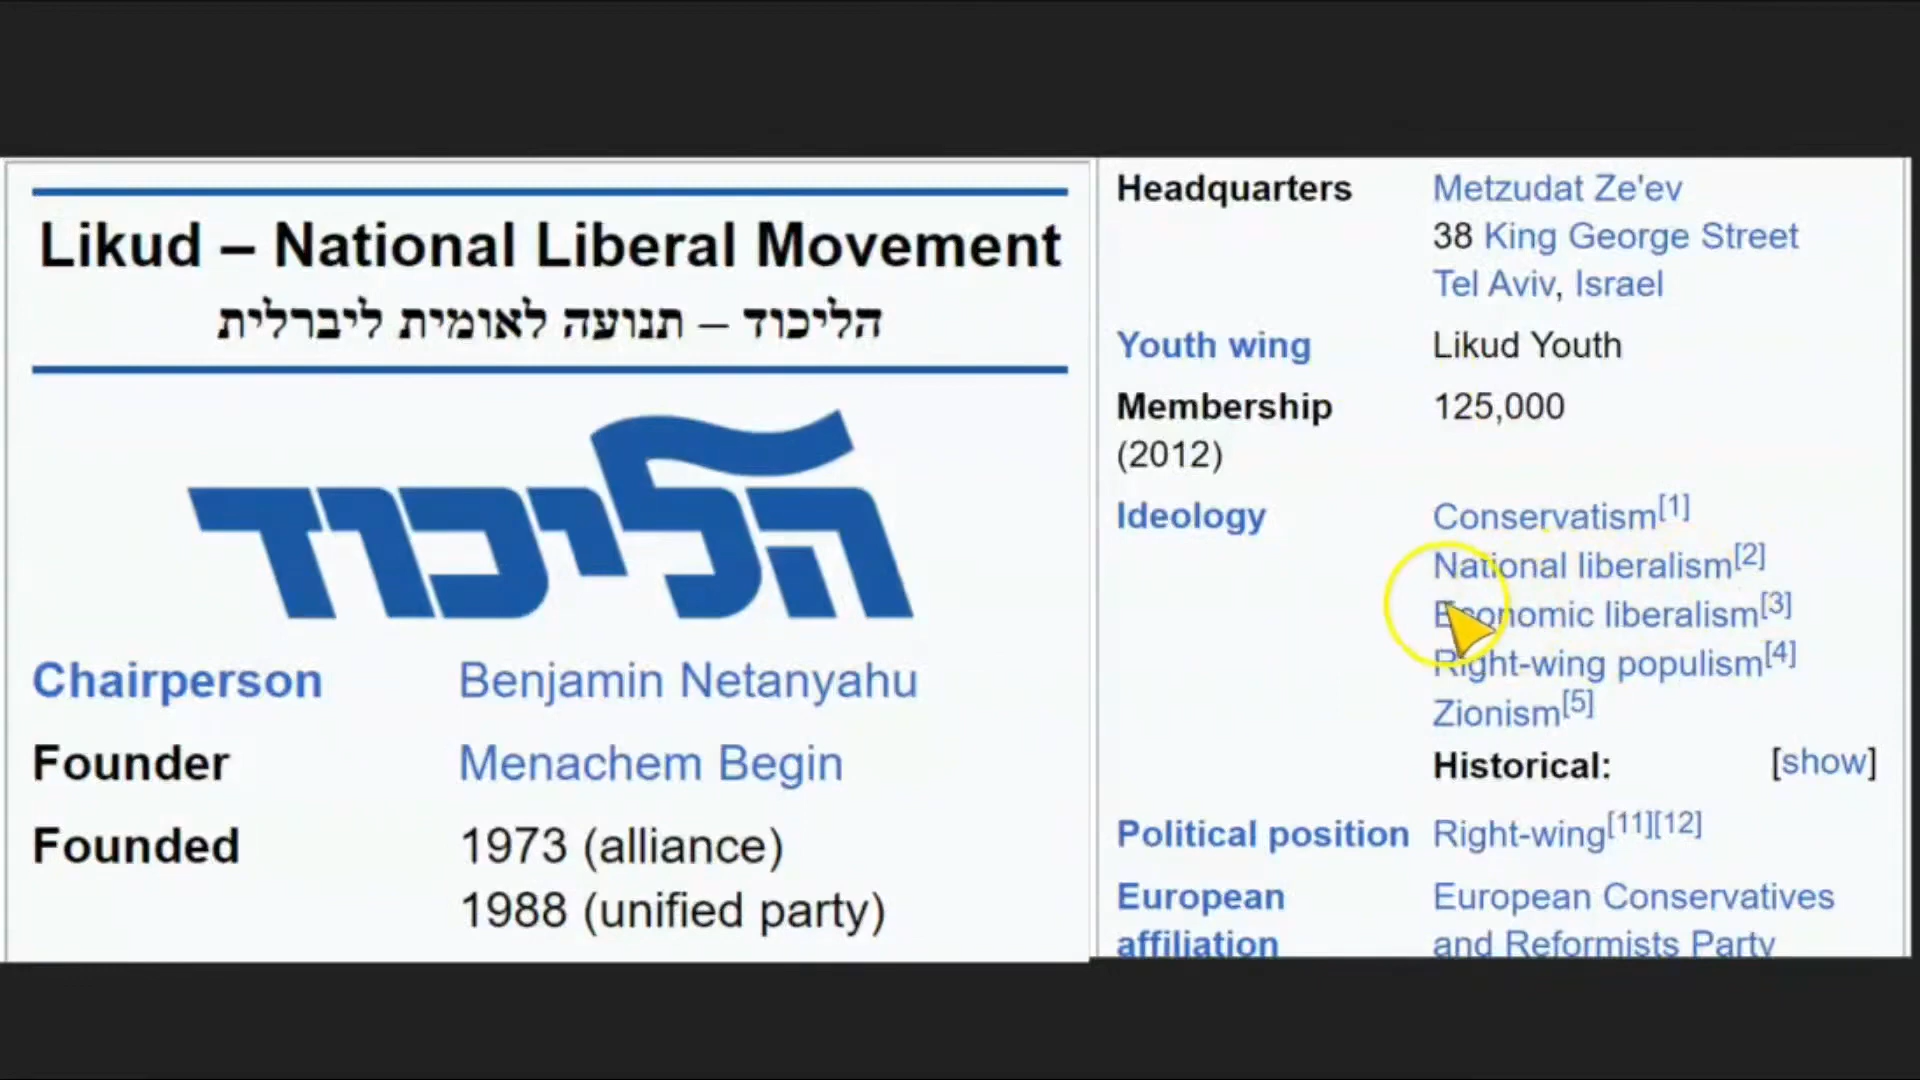 Likud – National Liberal Movement
הליכוד – תנועה לאומית ליברלית
הליכוד
Chairperson Benjamin Netanyahu
Founder Menachem Begin
Founded 1973 (alliance)
1988 (unified party)
Headquarters Metzudat Ze'ev
38 King George Street
Tel Aviv, Israel
Youth wing Likud Youth
Membership 125,000
(2012)
Ideology Conservatism[1]
National liberalism[2]
Economic liberalism[3]
Right-wing populism[4]
Zionism[5]
Historical: [show]
Political position Right-wing[11][12]
European European Conservatives
affiliation and Reformists Party